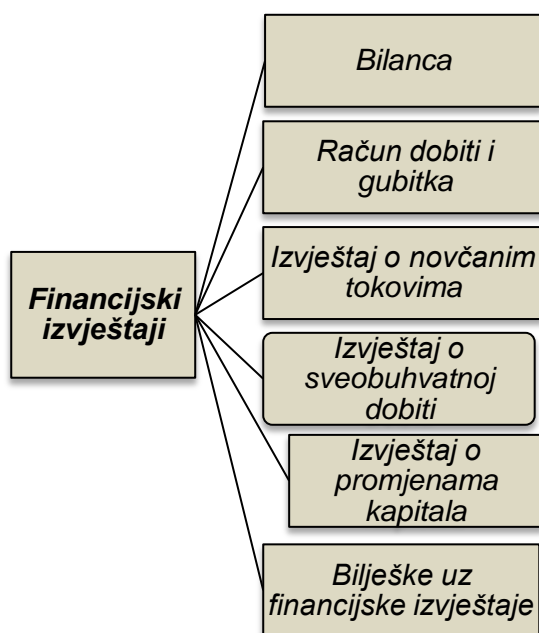 Bilanca
Račun dobiti i
gubitka
Izvještaj o novčanim
tokovima
Financijski
izvještaji
Izvještaj o
sveobuhvatnoj
dobiti
Izvještaj o
promjenama
kapitala
Bilješke uz
financijske izvještaje